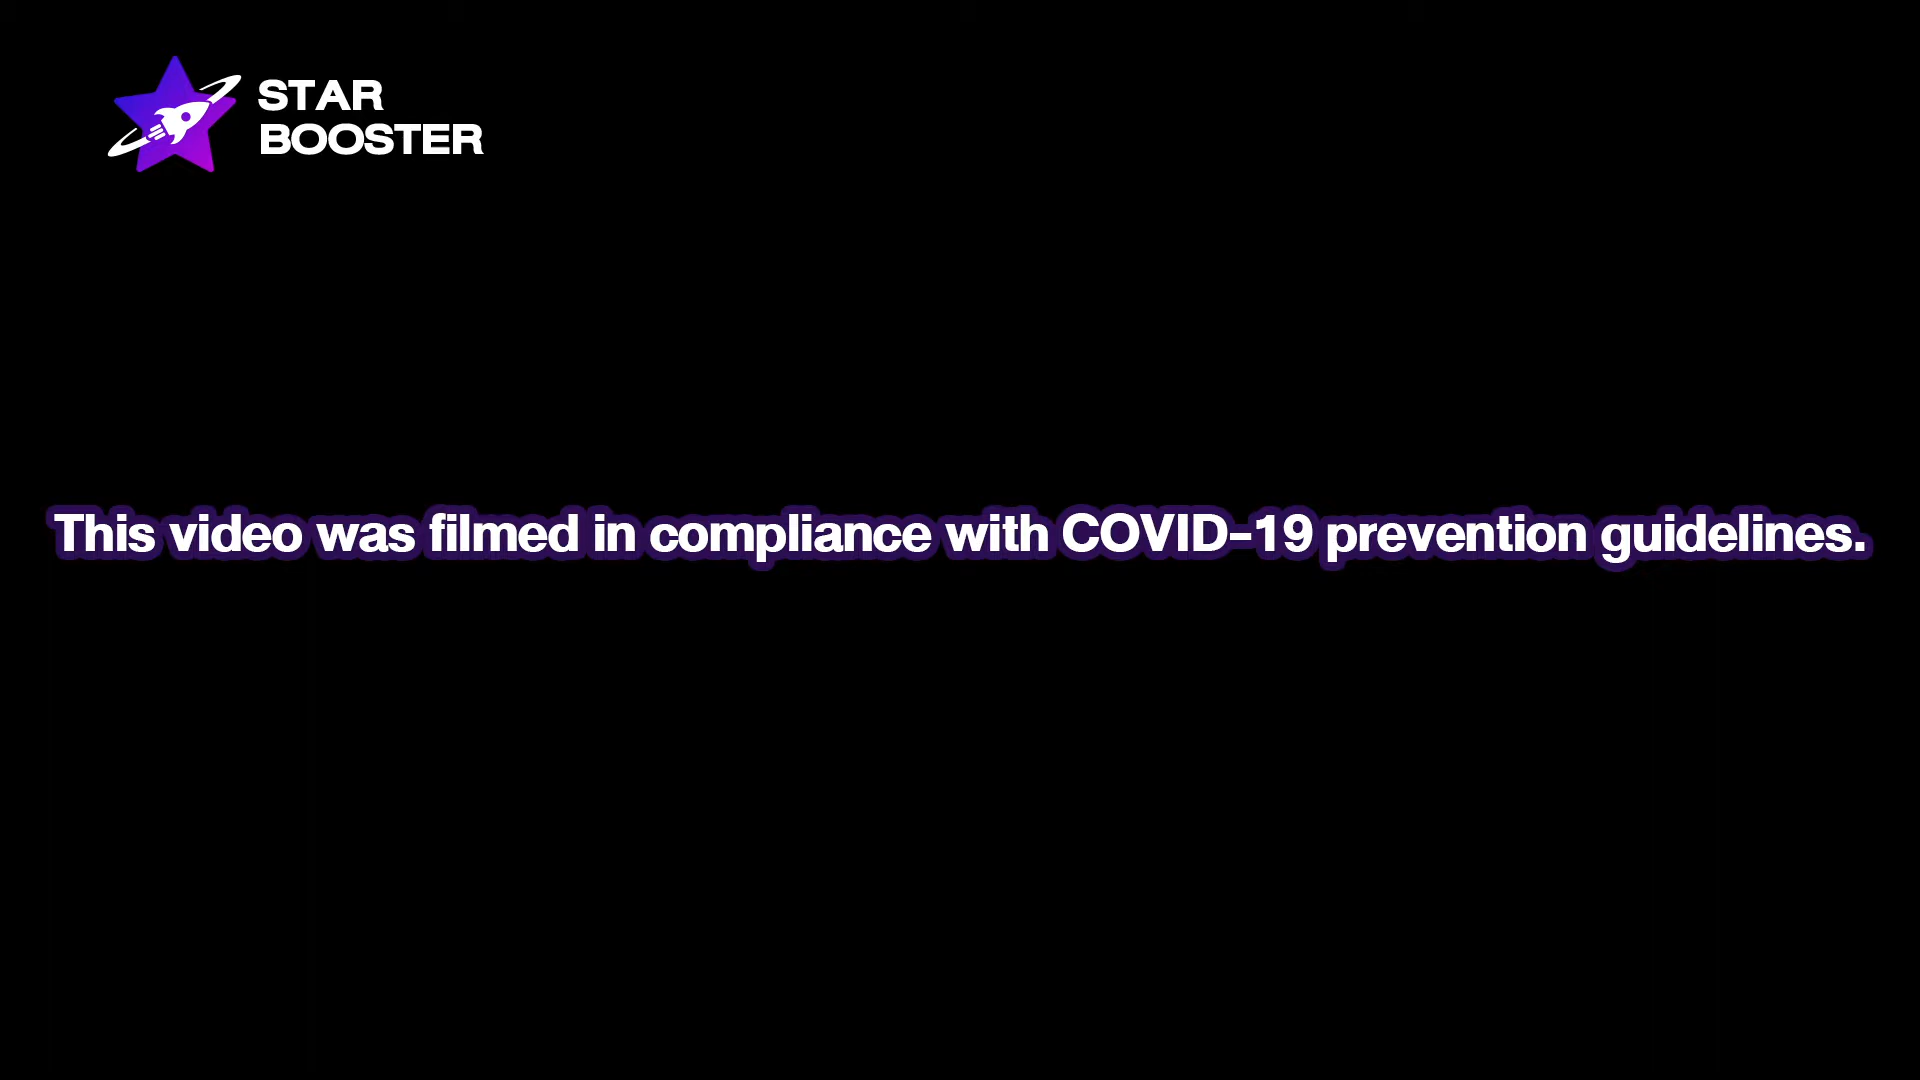 STAR
BOOSTER
This video was filmed in compliance with COVID-19 prevention guidelines.